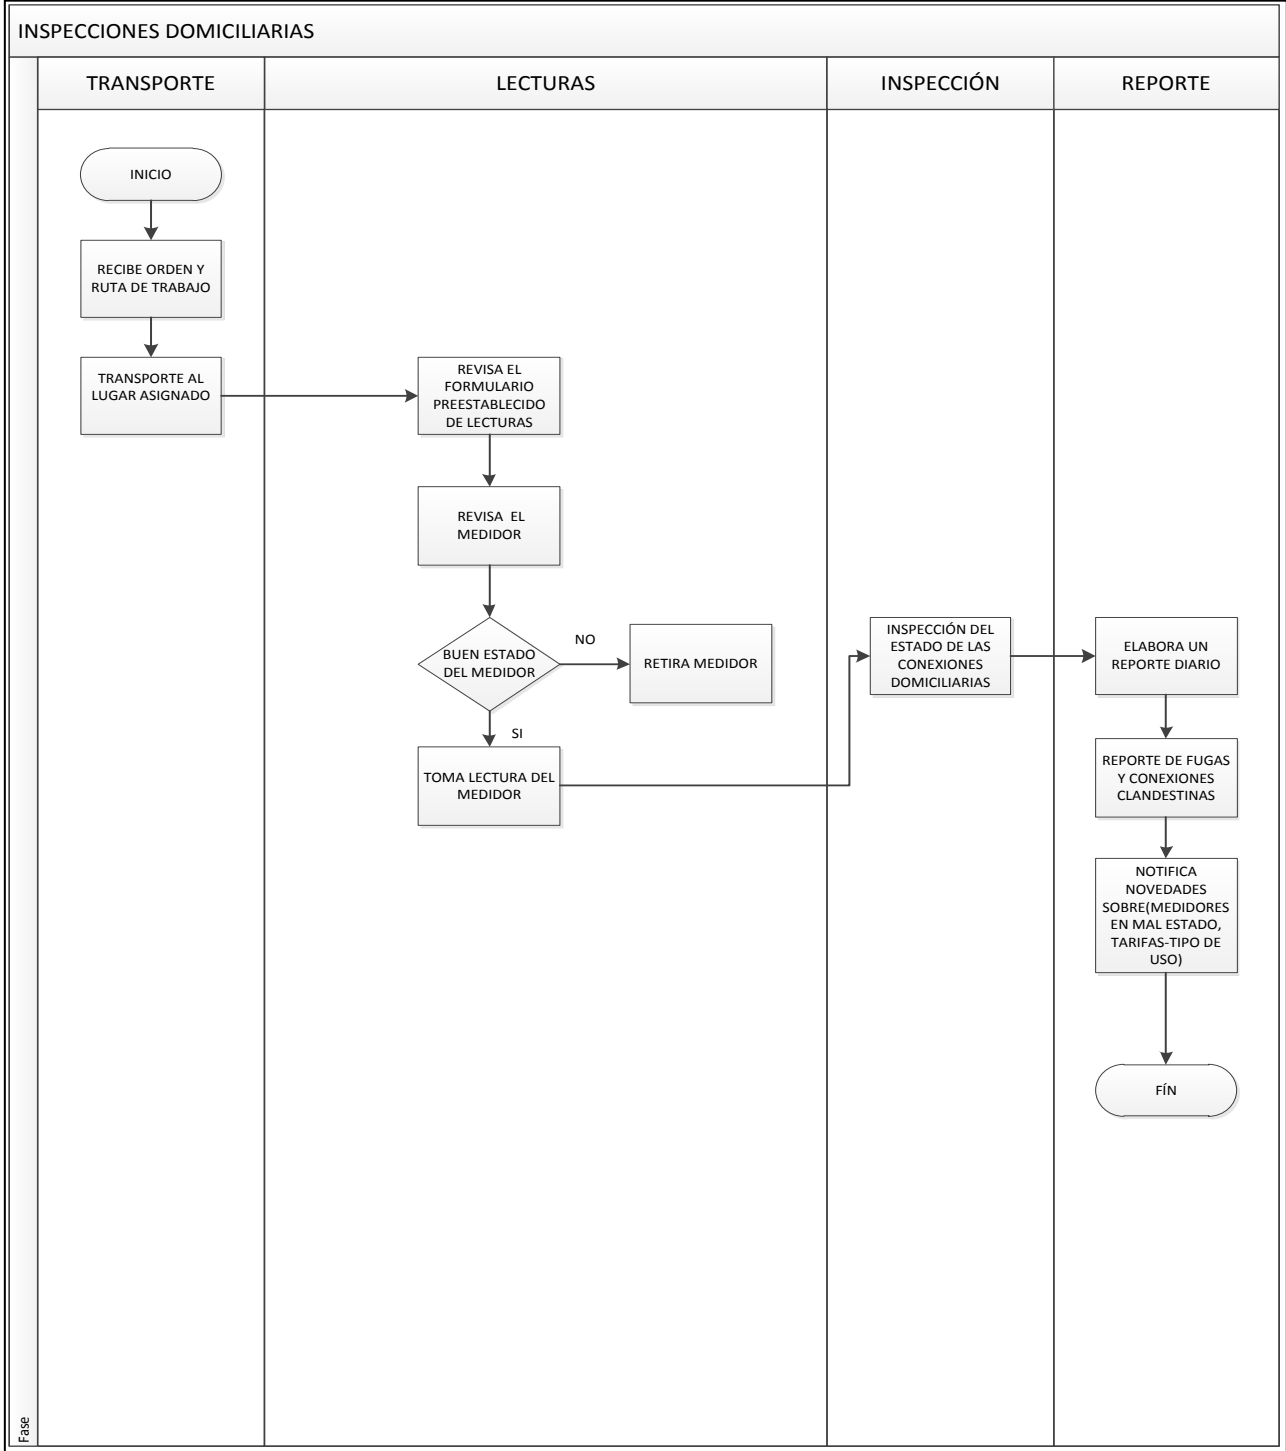 INSPECCIONES DOMICILIARIAS
TRANSPORTE
LECTURAS
INSPECCIÓN
REPORTE
INICIO
RECIBE ORDEN Y
RUTA DE TRABAJO
TRANSPORTE AL
LUGAR ASIGNADO
REVISA EL
FORMULARIO
PREESTABLECIDO
DE LECTURAS
REVISA EL
MEDIDOR
BUEN ESTADO
DEL MEDIDOR
NO
RETIRA MEDIDOR
SI
TOMA LECTURA DEL
MEDIDOR
INSPECCIÓN DEL
ESTADO DE LAS
CONEXIONES
DOMICILIARIAS
ELABORA UN
REPORTE DIARIO
REPORTE DE FUGAS
Y CONEXIONES
CLANDESTINAS
NOTIFICA
NOVEDADES
SOBRE(MEDIDORES
EN MAL ESTADO,
TARIFAS-TIPO DE
USO)
FÍN
Fase